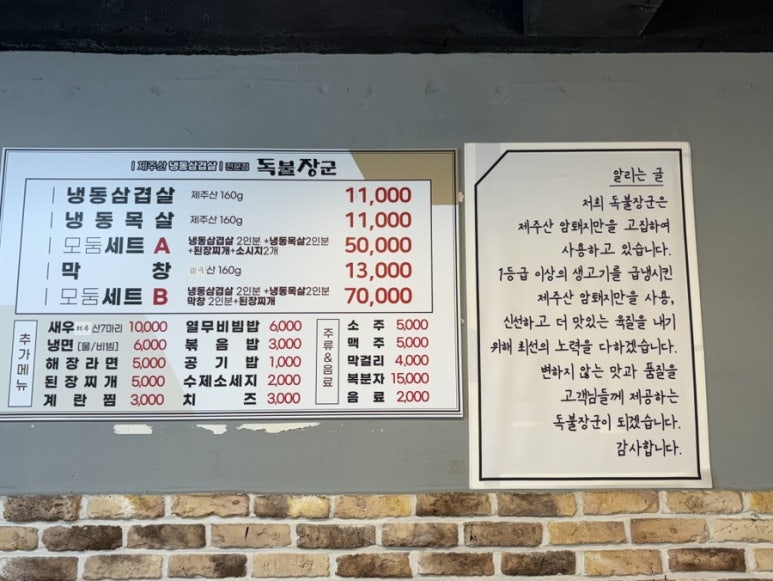 | 제주산 냉동삼겹살 | 전문점 독불장군
| 냉동삼겹살 제주산 160g 11,000
| 냉동목살 제주산 160g 11,000
| 모둠세트 A 냉동삼겹살 2인분 +냉동목살2인분 +된장찌개+소시지2개 50,000
| 막창 산 160g 13,000
| 모둠세트 B 냉동삼겹살 2인분 +냉동목살2인분 막창 2인분+된장찌개 70,000
추가메뉴
새우 산7마리 10,000
냉면 [물/비빔] 6,000
해장라면 5,000
된장찌개 5,000
계란찜 3,000
열무비빔밥 6,000
볶음밥 3,000
공기밥 1,000
수제소세지 2,000
치즈 3,000
주류&음료
소주 5,000
맥주 5,000
막걸리 4,000
복분자 15,000
음료 2,000
알리는 글
저희 독불장군은
제주산 암퇘지만을 고집하여
사용하고 있습니다.
1등급 이상의 생고기를 급냉시킨
제주산 암퇘지만을 사용,
신선하고 더 맛있는 육질을 내기
위해 최선의 노력을 다하겠습니다.
변하지 않는 맛과 품질을
고객님들께 제공하는
독불장군이 되겠습니다.
감사합니다.